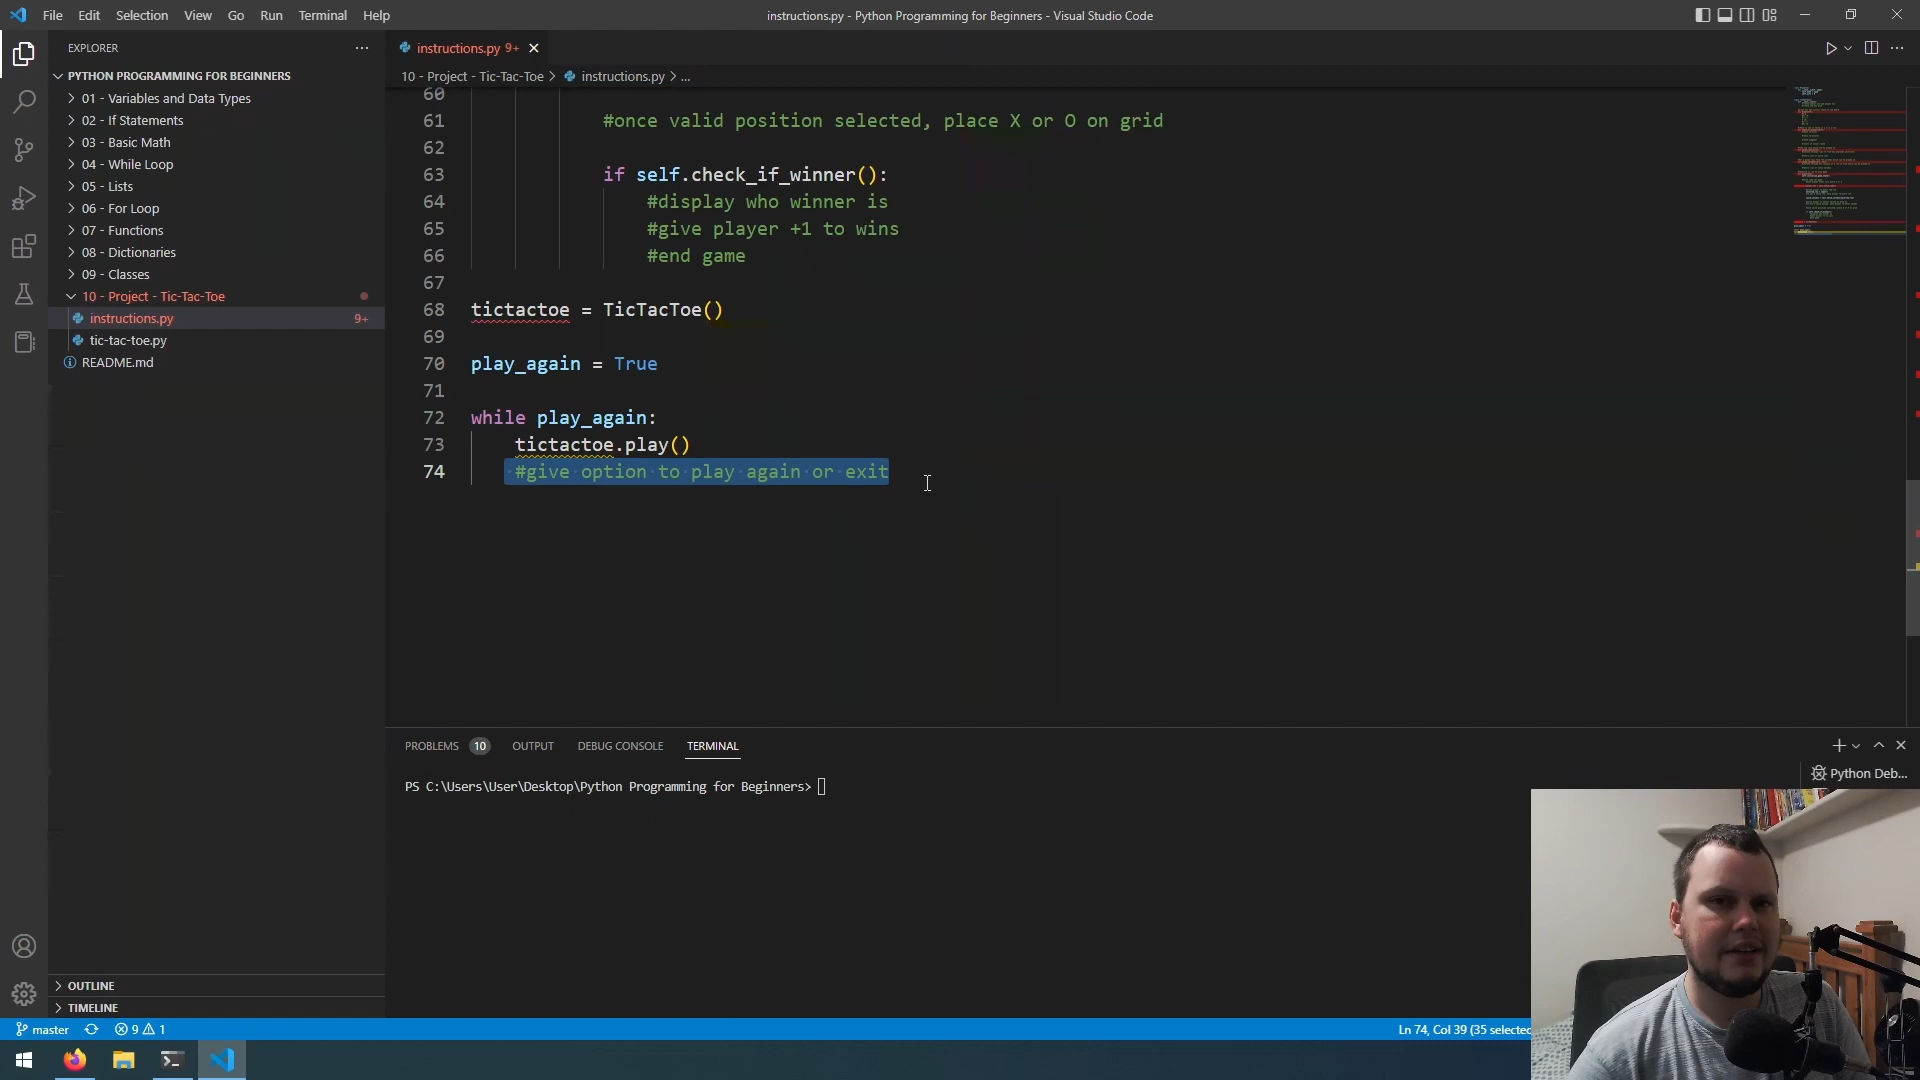 File Edit Selection View Go Run Terminal Help
instructions.py - Python Programming for Beginners - Visual Studio Code
EXPLORER
PYTHON PROGRAMMING FOR BEGINNERS
01 - Variables and Data Types
02 - If Statements
03 - Basic Math
04 - While Loop
05 - Lists
06 - For Loop
07 - Functions
08 - Dictionaries
09 - Classes
10 - Project - Tic-Tac-Toe
instructions.py 9+
tic-tac-toe.py
README.md
OUTLINE
TIMELINE
instructions.py 9+
10 - Project - Tic-Tac-Toe > instructions.py > ...
60
61 #once valid position selected, place X or O on grid
62
63 if self.check_if_winner():
64 #display who winner is
65 #give player +1 to wins
66 #end game
67
68 tictactoe = TicTacToe()
69
70 play_again = True
71
72 while play_again:
73 tictactoe.play()
74 #give option to play again or exit
PROBLEMS 10 OUTPUT DEBUG CONSOLE TERMINAL
Python Deb...
PS C:\Users\User\Desktop\Python Programming for Beginners>
master 9 1
Ln 74, Col 39 (35 selected